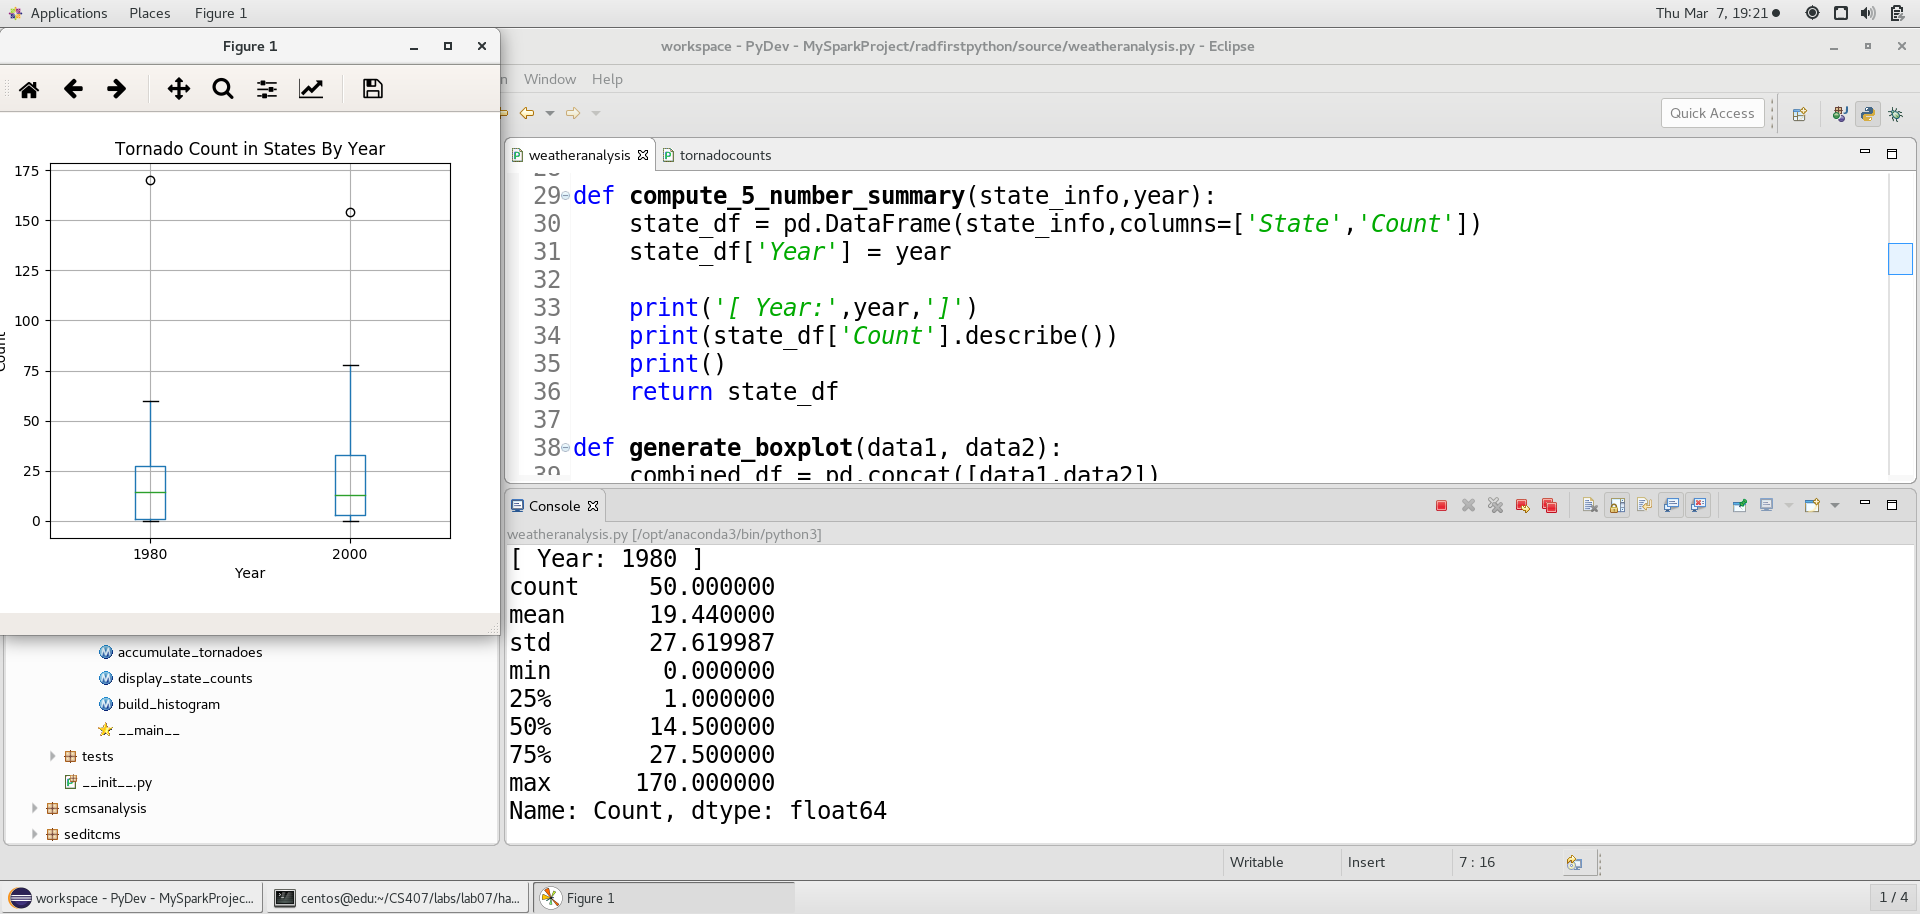 Applications Places Figure 1
Thu Mar 7, 19:21
Figure 1
workspace - PyDev - MySparkProject/radfirstpython/source/weatheranalysis.py - Eclipse
Window Help
Quick Access
Tornado Count in States By Year
175
150
125
100
75
50
25
0
Count
1980 2000
Year
weatheranalysis tornadocounts
29 def compute_5_number_summary(state_info,year):
30 state_df = pd.DataFrame(state_info,columns=['State','Count'])
31 state_df['Year'] = year
32
33 print('[ Year:',year,']')
34 print(state_df['Count'].describe())
35 print()
36 return state_df
37
38 def generate_boxplot(data1, data2):
39 combined_df = pd.concat([data1,data2])
Console
weatheranalysis.py [/opt/anaconda3/bin/python3]
[ Year: 1980 ]
count 50.000000
mean 19.440000
std 27.619987
min 0.000000
25% 1.000000
50% 14.500000
75% 27.500000
max 170.000000
Name: Count, dtype: float64
accumulate_tornadoes
display_state_counts
build_histogram
__main__
tests
__init__.py
scmsanalysis
seditcms
Writable Insert 7 : 16
workspace - PyDev - MySparkProjec...
centos@edu:~/CS407/labs/lab07/ha...
Figure 1
1 / 4